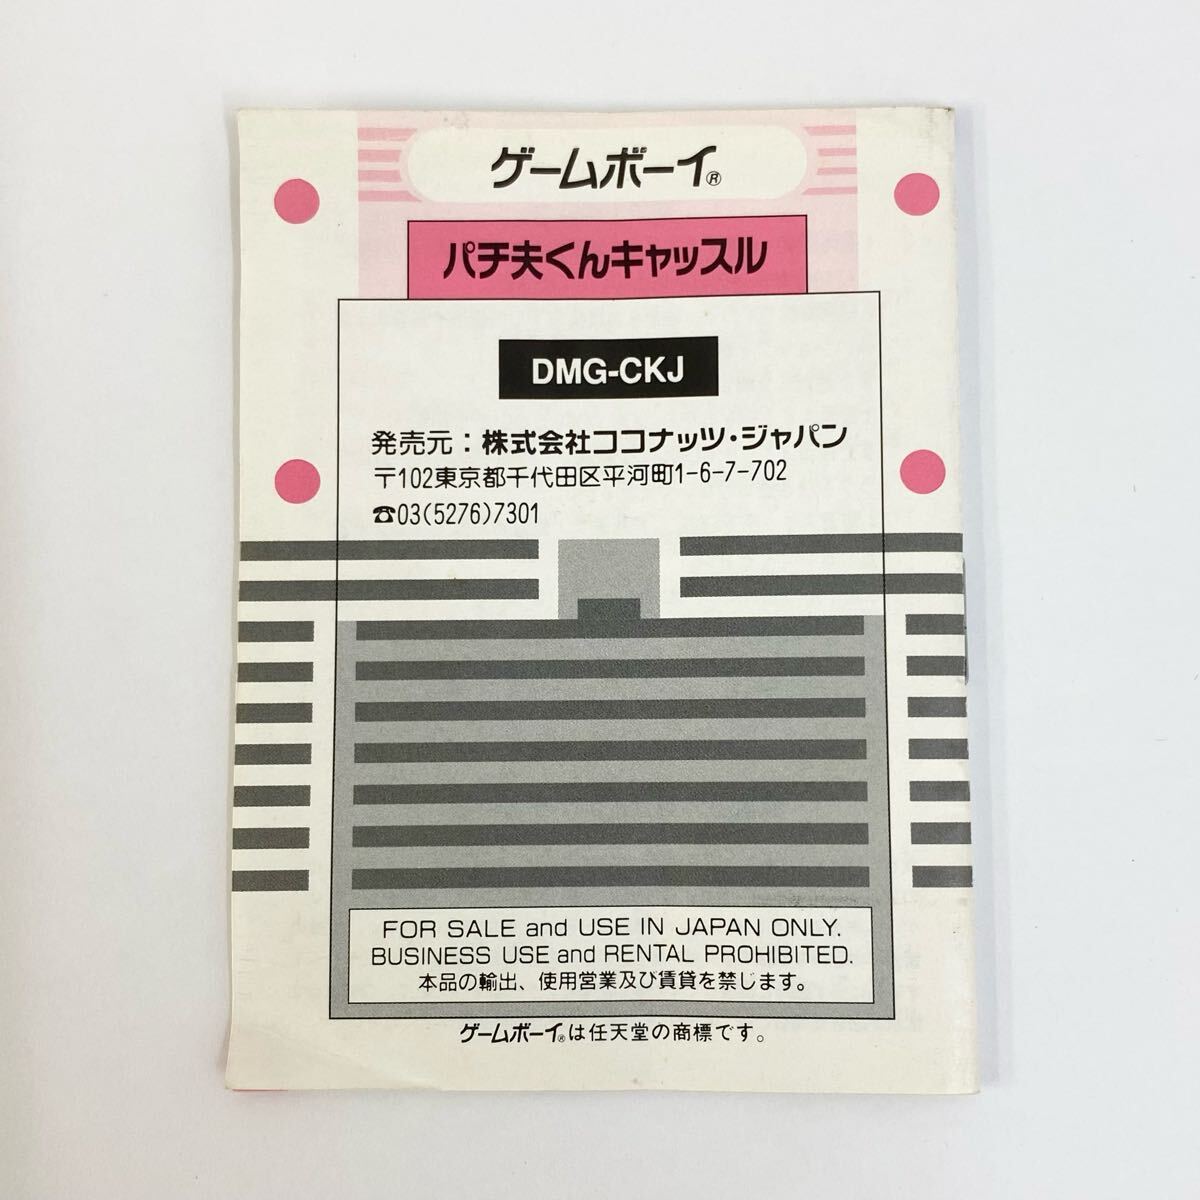 ゲームボーイ®
パチ夫くんキャッスル
DMG-CKJ
発売元：株式会社ココナッツ・ジャパン
〒102東京都千代田区平河町1-6-7-702
☎03(5276)7301
FOR SALE and USE IN JAPAN ONLY.
BUSINESS USE and RENTAL PROHIBITED.
本品の輸出、使用営業及び賃貸を禁じます。
ゲームボーイ®は任天堂の商標です。